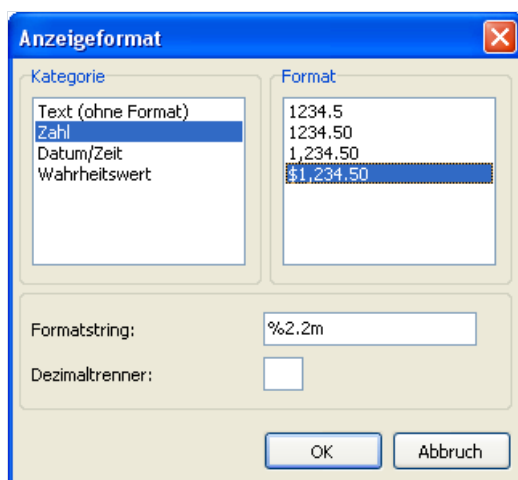 Anzeigeformat
Kategorie
Text (ohne Format)
Zahl
Datum/Zeit
Wahrheitswert
Format
1234.5
1234.50
1,234.50
$1,234.50
Formatstring:
%2.2m
Dezimaltrenner:
OK
Abbruch